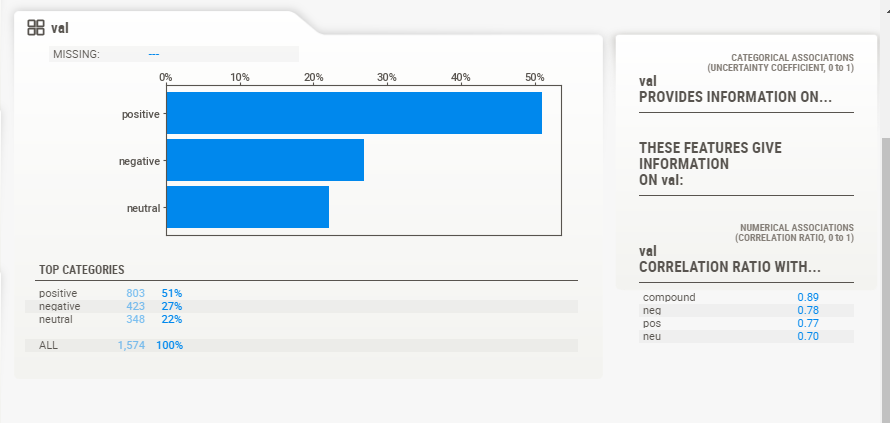 val
MISSING: ---
0% 10% 20% 30% 40% 50%
positive
negative
neutral
TOP CATEGORIES
positive 803 51%
negative 423 27%
neutral 348 22%
ALL 1,574 100%
CATEGORICAL ASSOCIATIONS
(UNCERTAINTY COEFFICIENT, 0 to 1)
val
PROVIDES INFORMATION ON...
THESE FEATURES GIVE
INFORMATION
ON val:
NUMERICAL ASSOCIATIONS
(CORRELATION RATIO, 0 to 1)
val
CORRELATION RATIO WITH...
compound 0.89
neg 0.78
pos 0.77
neu 0.70